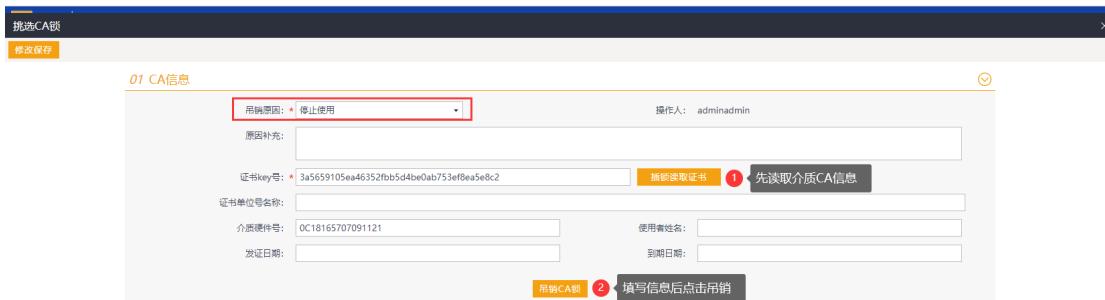 挑选CA锁
修改保存
01 CA信息
吊销原因: * 停止使用 操作人: adminadmin
原因补充:
证书key号: * 3a5659105ea46352fbb5d4be0ab753ef8ea5e8c2 插锁读取证书 1 先读取介质CA信息
证书单位号名称:
介质硬件号: 0C18165707091121 使用者姓名:
发证日期: 到期日期:
吊销CA锁 2 填写信息后点击吊销